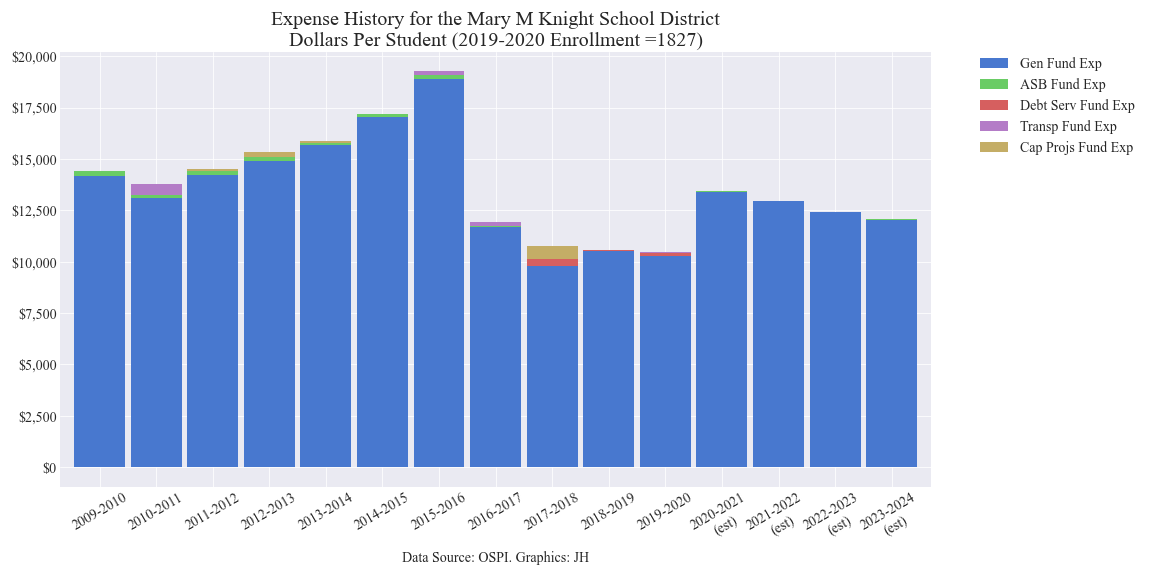 Expense History for the Mary M Knight School District
Dollars Per Student (2019-2020 Enrollment =1827)
$20,000
$17,500
$15,000
$12,500
$10,000
$7,500
$5,000
$2,500
$0
Gen Fund Exp
ASB Fund Exp
Debt Serv Fund Exp
Transp Fund Exp
Cap Projs Fund Exp
2009-2010
2010-2011
2011-2012
2012-2013
2013-2014
2014-2015
2015-2016
2016-2017
2017-2018
2018-2019
2019-2020
2020-2021
(est)
2021-2022
(est)
2022-2023
(est)
2023-2024
(est)
Data Source: OSPI. Graphics: JH